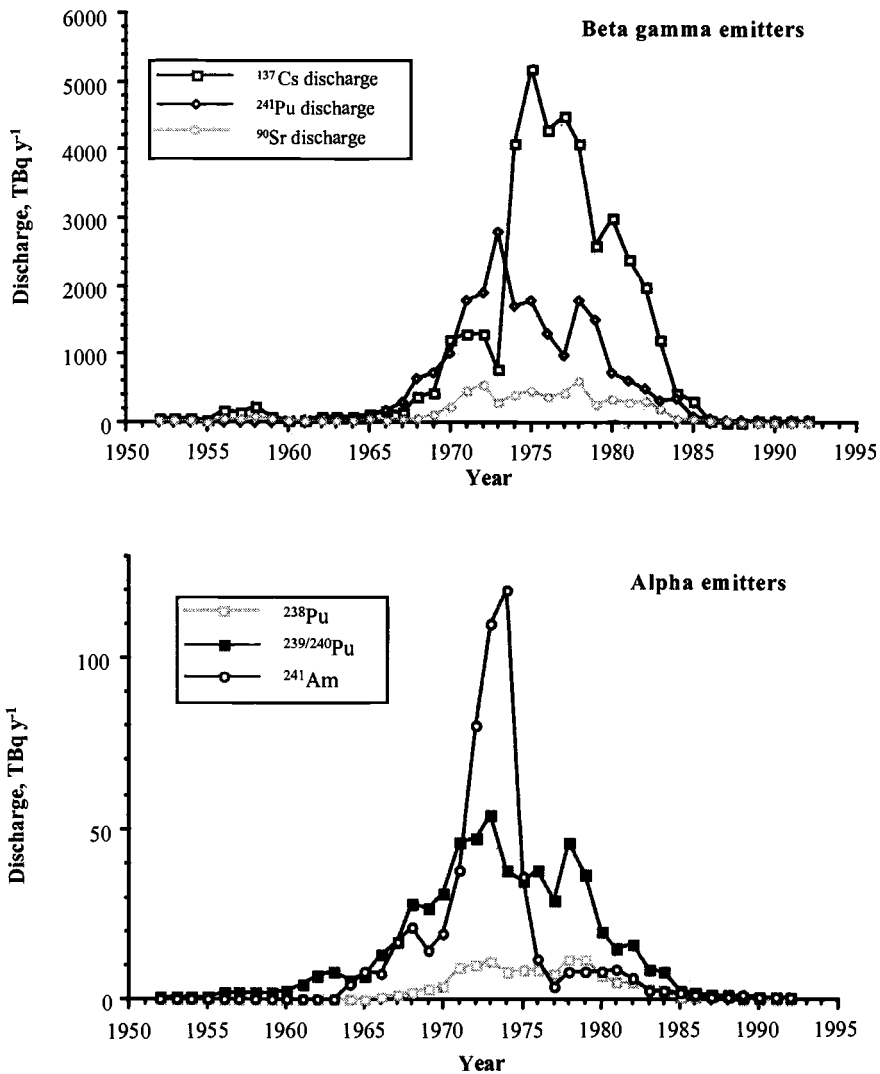 Beta gamma emitters
¹³⁷Cs discharge
²⁴¹Pu discharge
⁹⁰Sr discharge
Discharge, TBq y⁻¹
6000
5000
4000
3000
2000
1000
0
1950 1955 1960 1965 1970 1975 1980 1985 1990 1995
Year
Alpha emitters
²³⁸Pu
²³⁹/²⁴⁰Pu
²⁴¹Am
Discharge, TBq y⁻¹
100
50
0
1950 1955 1960 1965 1970 1975 1980 1985 1990 1995
Year